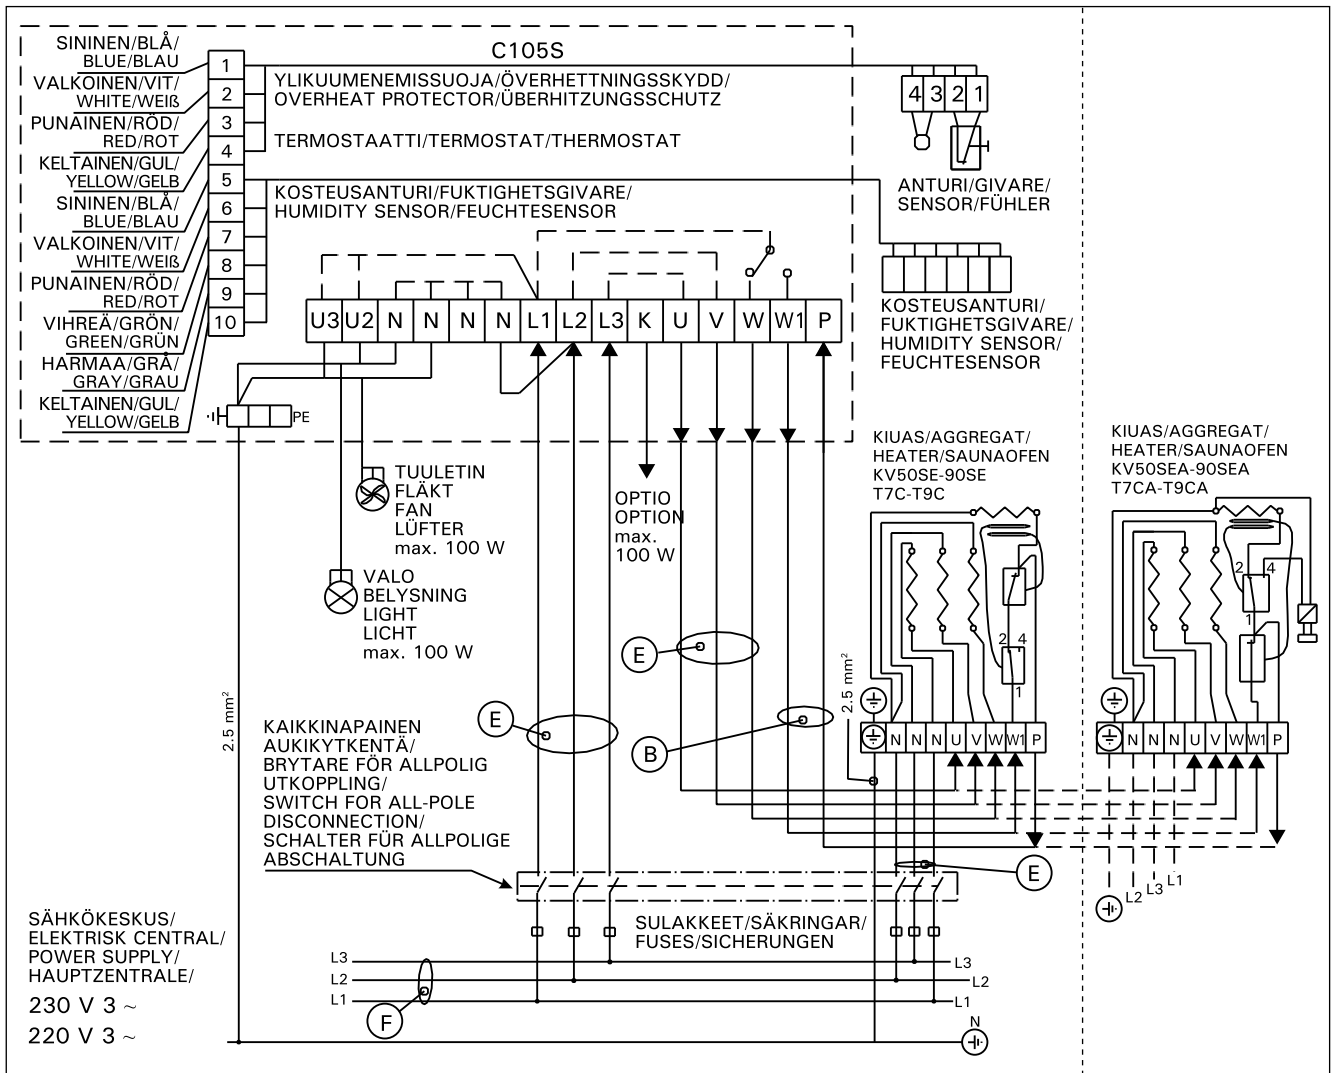 SININEN/BLÅ/
BLUE/BLAU
VALKOINEN/VIT/
WHITE/WEIß
PUNAINEN/RÖD/
RED/ROT
KELTAINEN/GUL/
YELLOW/GELB
SININEN/BLÅ/
BLUE/BLAU
VALKOINEN/VIT/
WHITE/WEIß
PUNAINEN/RÖD/
RED/ROT
VIHREÄ/GRÖN/
GREEN/GRÜN
HARMAA/GRÅ/
GRAY/GRAU
KELTAINEN/GUL/
YELLOW/GELB
1
2
3
4
5
6
7
8
9
10
C105S
YLIKUUMENEMISSUOJA/ÖVERHETTNINGSSKYDD/
OVERHEAT PROTECTOR/ÜBERHITZUNGSSCHUTZ
TERMOSTAATTI/TERMOSTAT/THERMOSTAT
KOSTEUSANTURI/FUKTIGHETSGIVARE/
HUMIDITY SENSOR/FEUCHTESENSOR
4 3 2 1
ANTURI/GIVARE/
SENSOR/FÜHLER
KOSTEUSANTURI/
FUKTIGHETSGIVARE/
HUMIDITY SENSOR/
FEUCHTESENSOR
U3 U2 N N N N L1 L2 L3 K U V W W1 P
PE
TUULETIN
FLÄKT
FAN
LÜFTER
max. 100 W
VALO
BELYSNING
LIGHT
LICHT
max. 100 W
OPTIO
OPTION
max.
100 W
KIUAS/AGGREGAT/
HEATER/SAUNAOFEN
KV50SE-90SE
T7C-T9C
2 4
1
N N N U V W W1 P
KIUAS/AGGREGAT/
HEATER/SAUNAOFEN
KV50SEA-90SEA
T7CA-T9CA
2 4
1
N N N U V W W1 P
L2 L3 L1
E
E
B
E
2.5 mm²
2.5 mm²
KAIKKINAPAINEN
AUKIKYTKENTÄ/
BRYTARE FÖR ALLPOLIG
UTKOPPLING/
SWITCH FOR ALL-POLE
DISCONNECTION/
SCHALTER FÜR ALLPOLIGE
ABSCHALTUNG
SULAKKEET/SÄKRINGAR/
FUSES/SICHERUNGEN
SÄHKÖKESKUS/
ELEKTRISK CENTRAL/
POWER SUPPLY/
HAUPTZENTRALE/
230 V 3 ~
220 V 3 ~
L3 L3
L2 L2
L1 L1
F
N